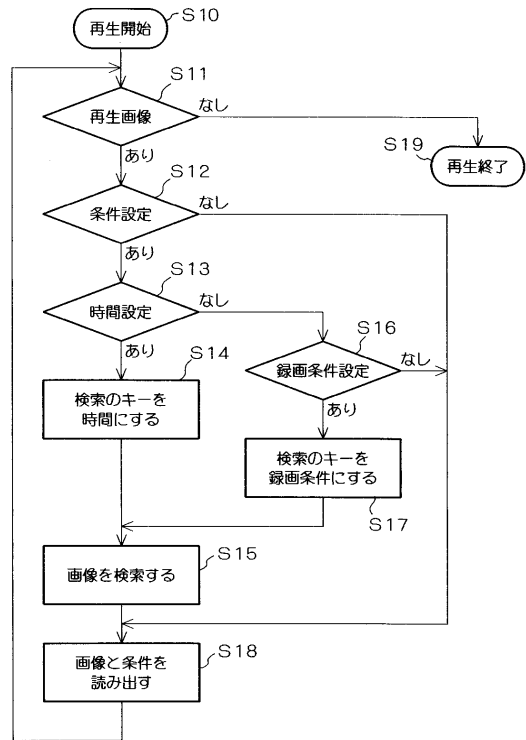 再生開始
S10
S11
再生画像
なし
あり
S19
再生終了
S12
条件設定
なし
あり
S13
時間設定
なし
あり
S16
録画条件設定
なし
あり
S14
検索のキーを
時間にする
検索のキーを
録画条件にする
S17
S15
画像を検索する
S18
画像と条件を
読み出す